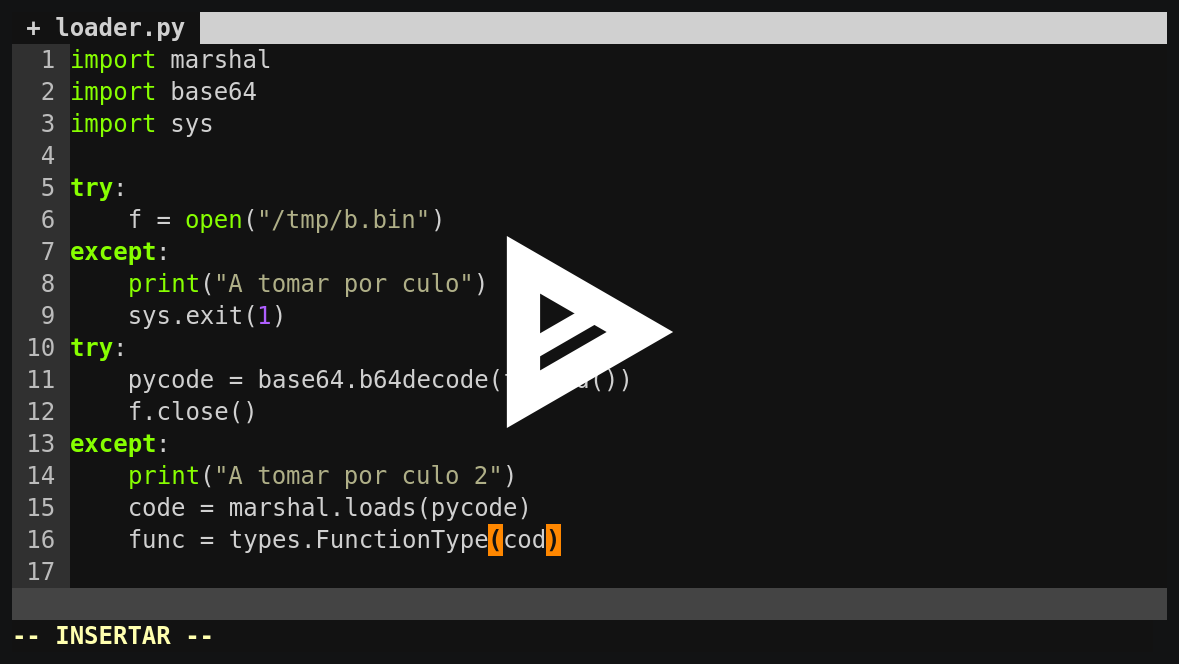 + loader.py
1 import marshal
2 import base64
3 import sys
4
5 try:
6     f = open("/tmp/b.bin")
7 except:
8     print("A tomar por culo")
9     sys.exit(1)
10 try:
11     pycode = base64.b64decode( ())
12     f.close()
13 except:
14     print("A tomar por culo 2")
15     code = marshal.loads(pycode)
16     func = types.FunctionType(cod)
17
-- INSERTAR --